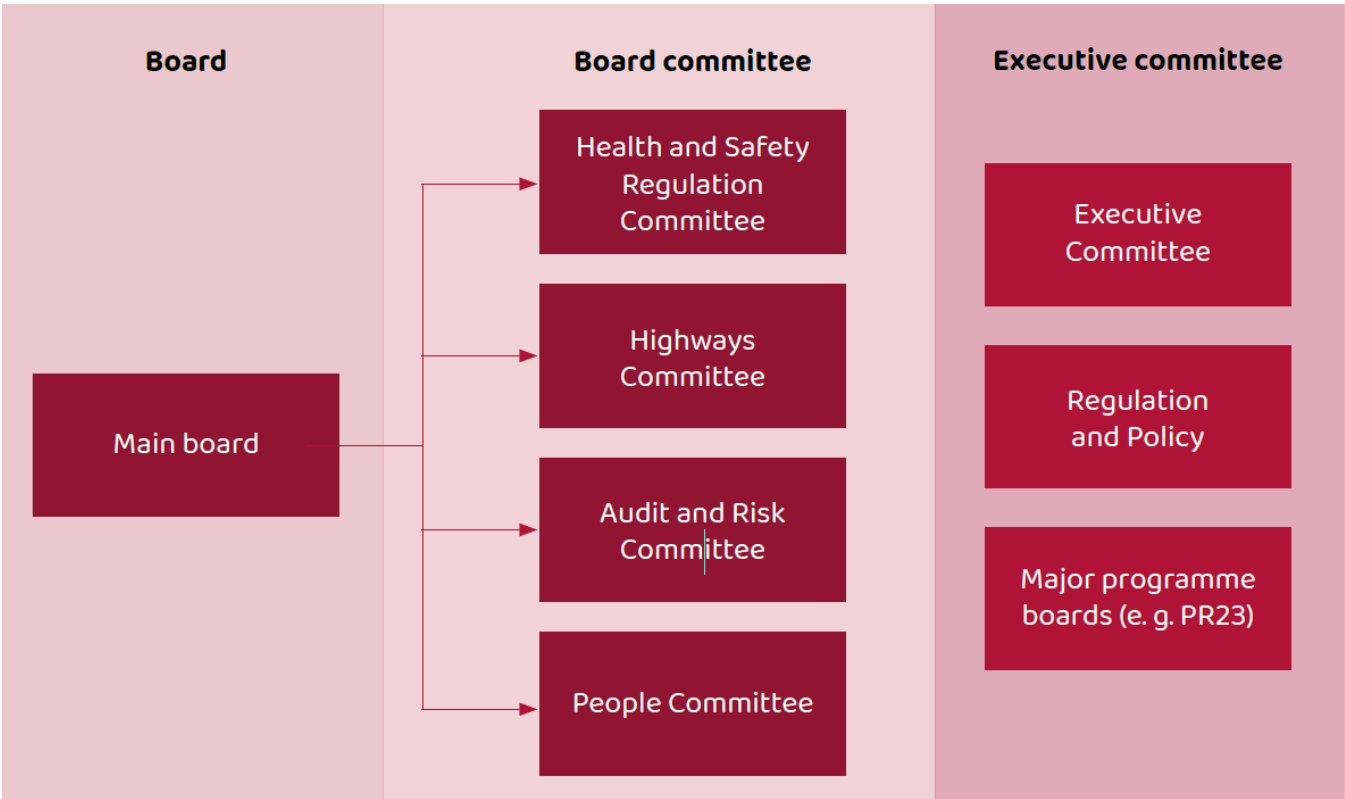 Board
Main board
Board committee
Health and Safety
Regulation
Committee
Highways
Committee
Audit and Risk
Committee
People Committee
Executive committee
Executive
Committee
Regulation
and Policy
Major programme
boards (e. g. PR23)